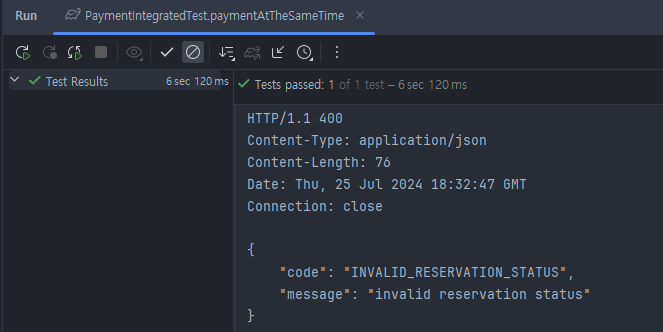 Run PaymentIntegratedTest.paymentAtTheSameTime
Test Results 6 sec 120 ms
Tests passed: 1 of 1 test – 6 sec 120 ms
HTTP/1.1 400
Content-Type: application/json
Content-Length: 76
Date: Thu, 25 Jul 2024 18:32:47 GMT
Connection: close
{
"code": "INVALID_RESERVATION_STATUS",
"message": "invalid reservation status"
}